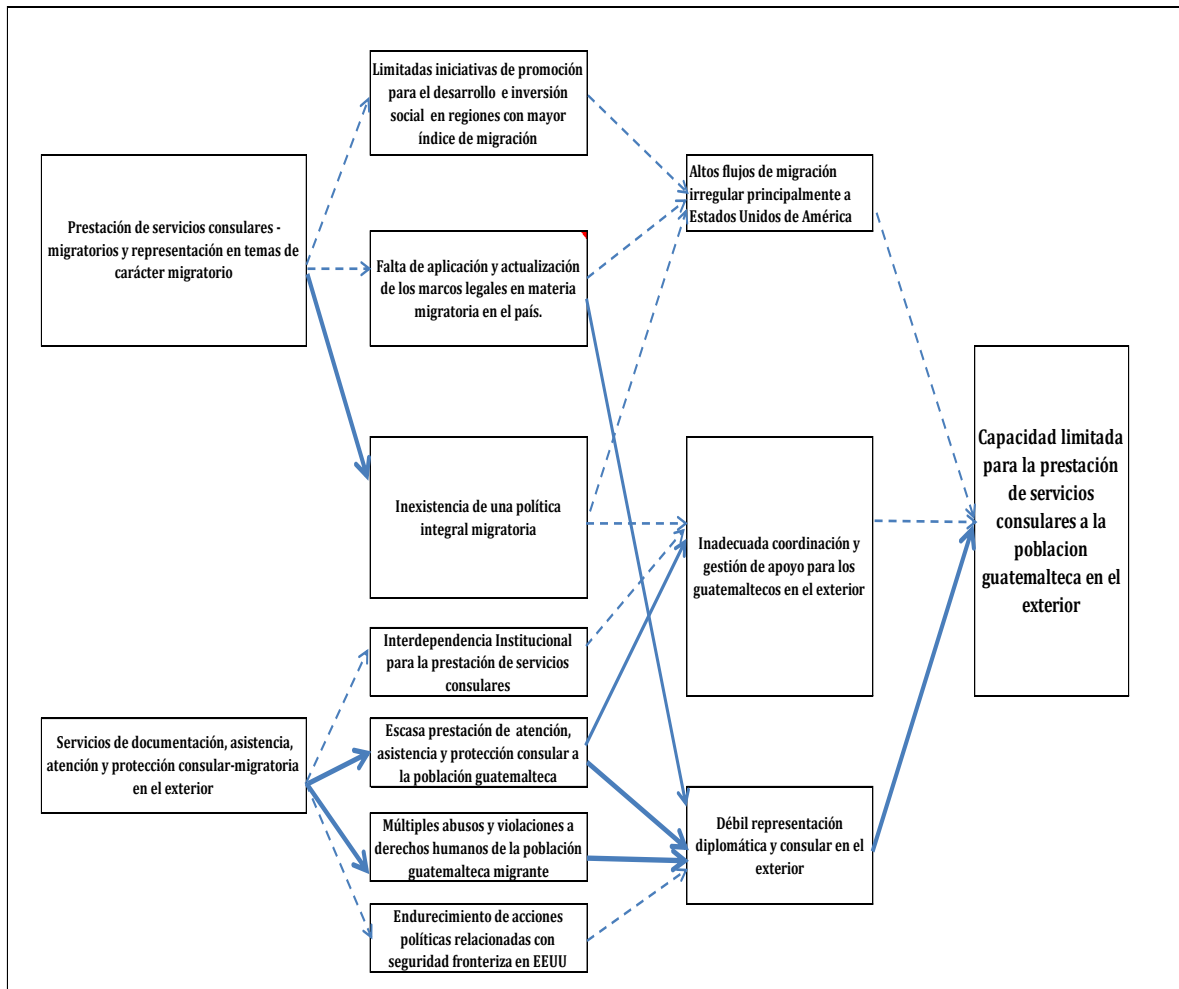 Prestación de servicios consulares -
migratorios y representación en temas de
carácter migratorio
Servicios de documentación, asistencia,
atención y protección consular-migratoria
en el exterior
Limitadas iniciativas de promoción
para el desarrollo e inversión
social en regiones con mayor
índice de migración
Falta de aplicación y actualización
de los marcos legales en materia
migratoria en el país.
Inexistencia de una política
integral migratoria
Interdependencia Institucional
para la prestación de servicios
consulares
Escasa prestación de atención,
asistencia y protección consular a
la población guatemalteca
Múltiples abusos y violaciones a
derechos humanos de la población
guatemalteca migrante
Endurecimiento de acciones
políticas relacionadas con
seguridad fronteriza en EEUU
Altos flujos de migración
irregular principalmente a
Estados Unidos de América
Inadecuada coordinación y
gestión de apoyo para los
guatemaltecos en el exterior
Débil representación
diplomática y consular en el
exterior
Capacidad limitada
para la prestación
de servicios
consulares a la
poblacion
guatemalteca en el
exterior